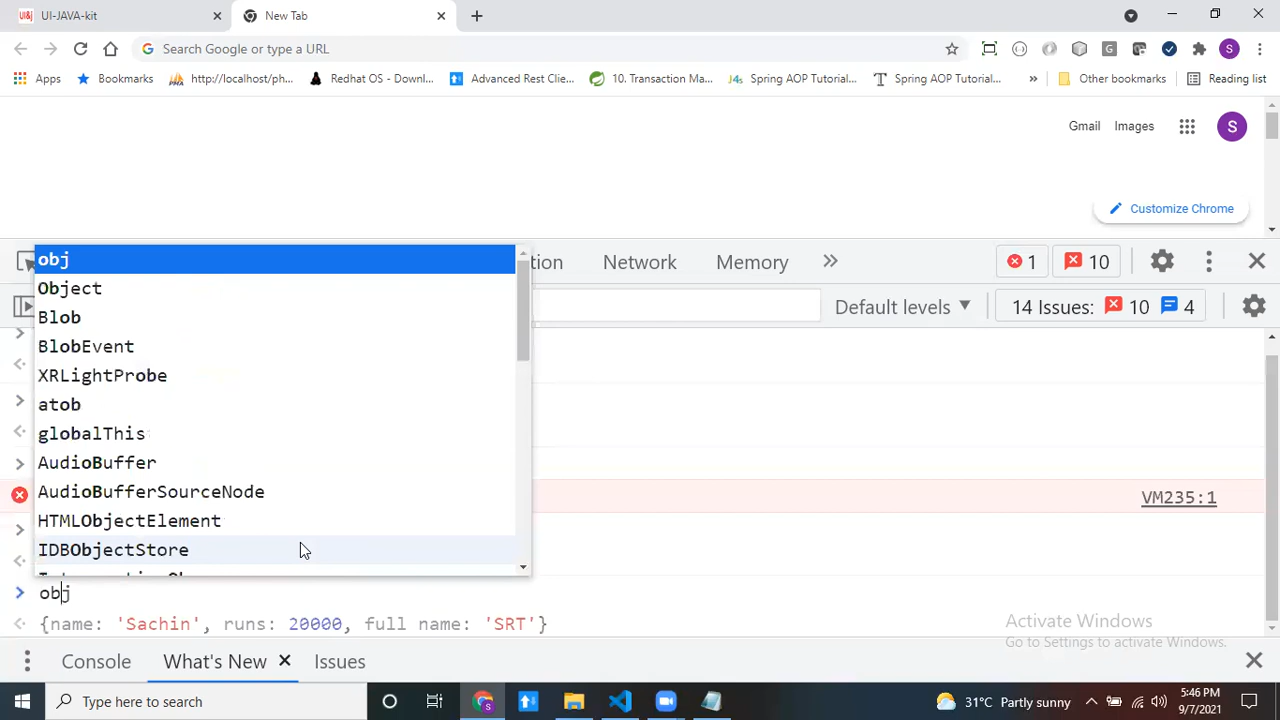 UI-JAVA-kit
New Tab
Search Google or type a URL
S
Apps
Bookmarks
http://localhost/ph...
Redhat OS - Downl...
Advanced Rest Clie...
10. Transaction Ma...
Spring AOP Tutorial...
Spring AOP Tutorial...
Other bookmarks
Reading list
Gmail
Images
S
Customize Chrome
Network
Memory
1
10
Default levels
14 Issues:
10
4
obj
Object
Blob
BlobEvent
XRLightProbe
atob
globalThis
AudioBuffer
AudioBufferSourceNode
HTMLObjectElement
IDBObjectStore
VM235:1
obj
{name: 'Sachin', runs: 20000, full name: 'SRT'}
Activate Windows
Go to Settings to activate Windows.
Console
What's New
Issues
Type here to search
31°C Partly sunny
5:46 PM
9/7/2021